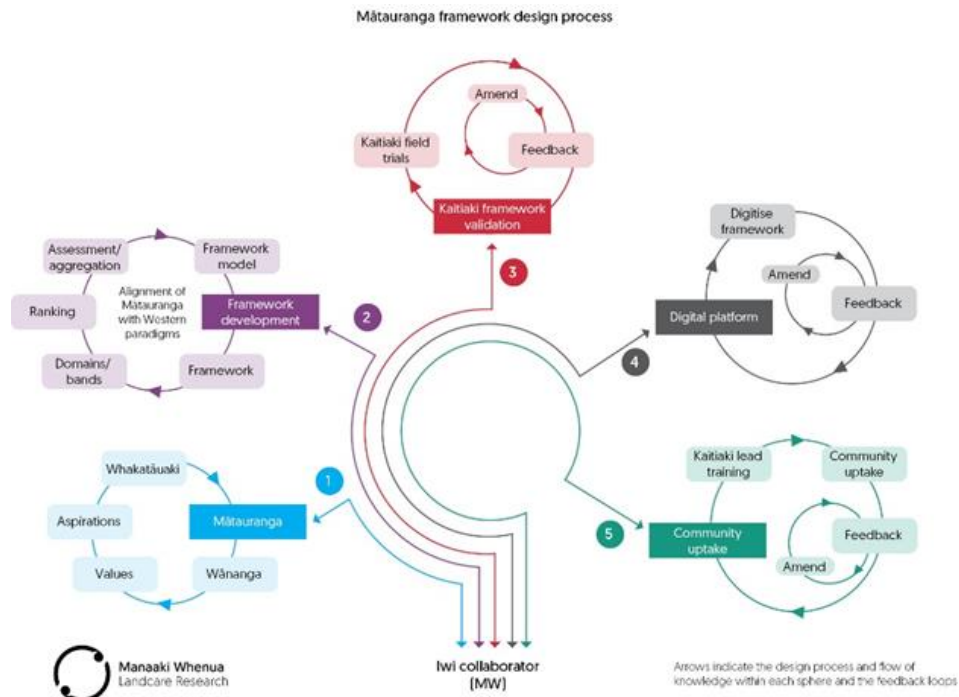 Mātauranga framework design process
Amend
Kaitiaki field
trials
Feedback
Kaitiaki framework
validation
3
Assessment/
aggregation
Framework
model
Ranking
Alignment of
Mātauranga
with Western
paradigms
Framework
development
2
Domains/
bands
Framework
Digitise
framework
Amend
Feedback
Digital platform
4
Whakatāuaki
1
Aspirations
Mātauranga
Values
Wānanga
Kaitiaki lead
training
Community
uptake
Feedback
5
Community
uptake
Amend
Manaaki Whenua
Landcare Research
Iwi collaborator
(MW)
Arrows indicate the design process and flow of
knowledge within each sphere and the feedback loops